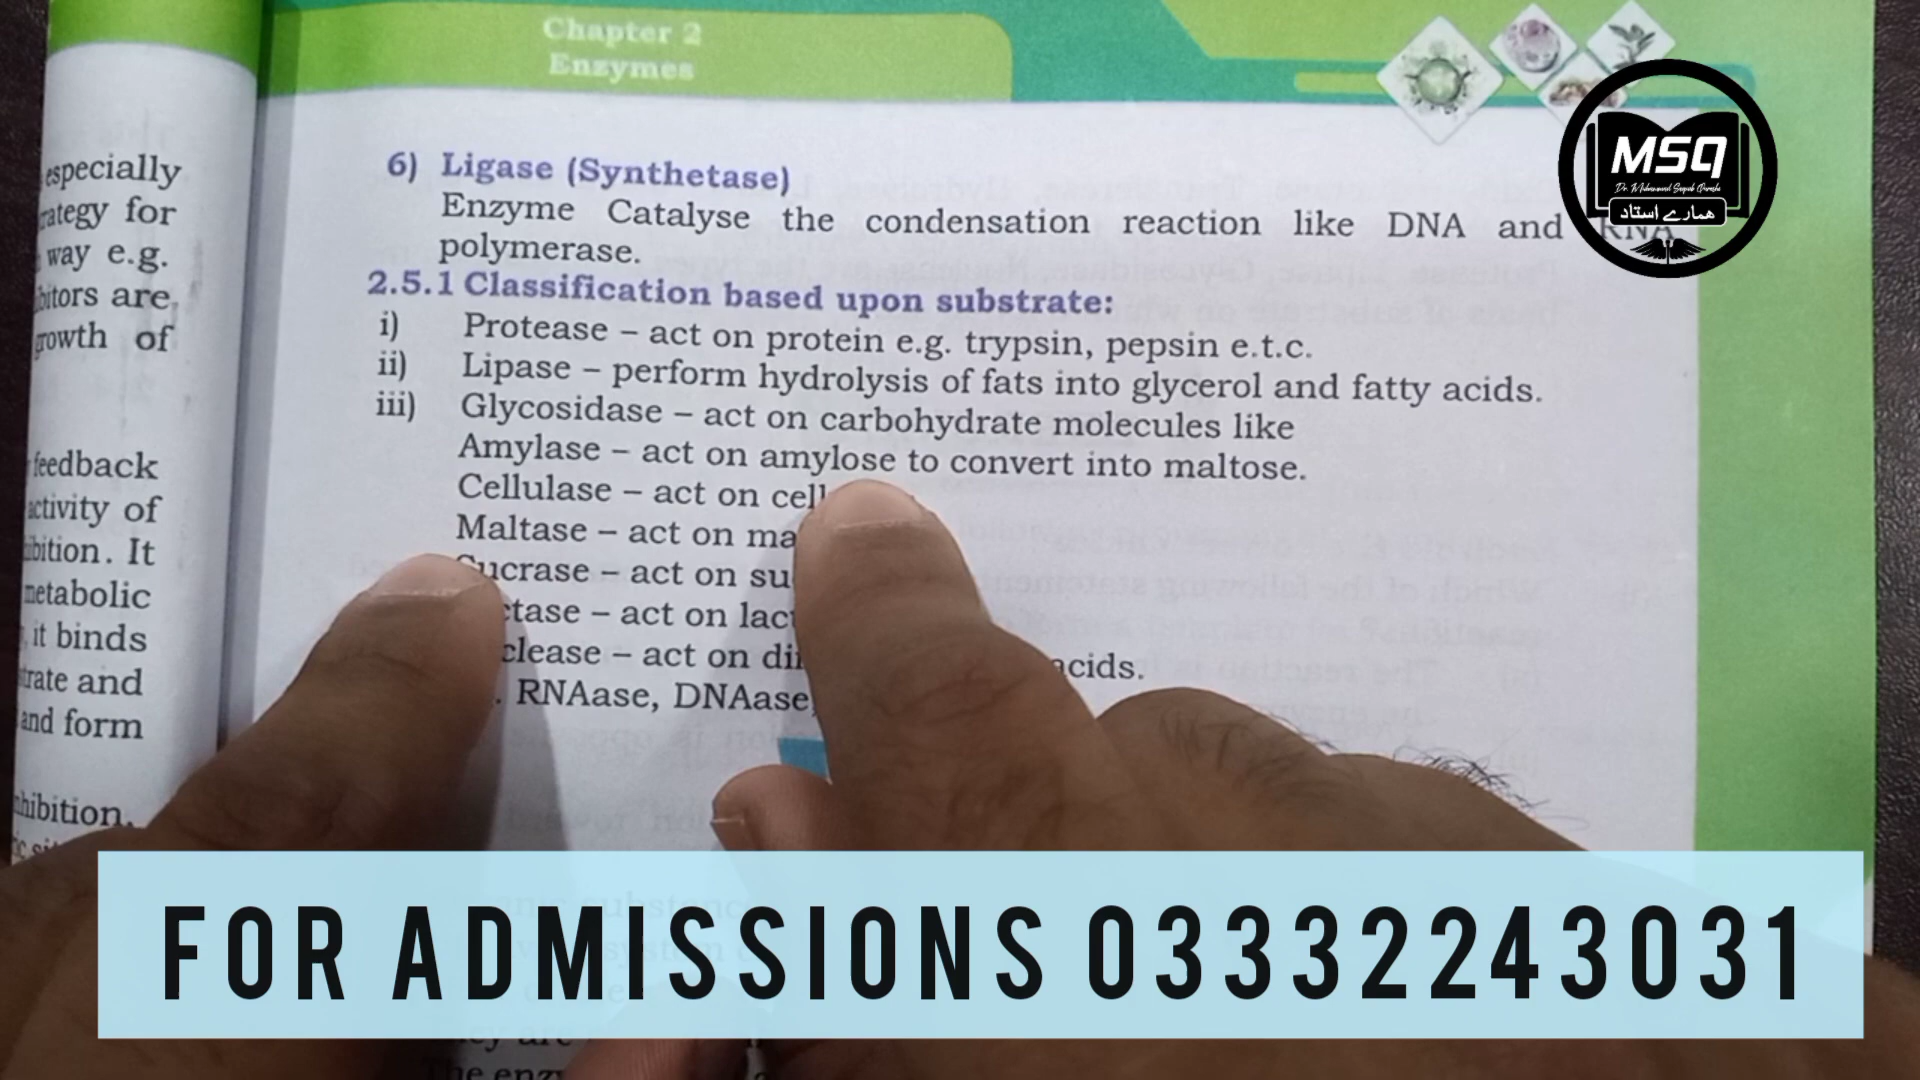 Chapter 2
Enzymes
especially
rategy for
way e.g.
bitors are
growth of
feedback
activity of
bition. It
metabolic
it binds
trate and
and form
hibition.
6) Ligase (Synthetase)
Enzyme Catalyse the condensation reaction like DNA and RNA
polymerase.
2.5.1 Classification based upon substrate:
i) Protease – act on protein e.g. trypsin, pepsin e.t.c.
ii) Lipase – perform hydrolysis of fats into glycerol and fatty acids.
iii) Glycosidase – act on carbohydrate molecules like
Amylase – act on amylose to convert into maltose.
Cellulase – act on cell
Maltase – act on ma
Sucrase – act on su
ctase – act on lact
clease – act on di acids.
. RNAase, DNAase,
MSQ
ہمارے استاد
FOR ADMISSIONS 03332243031